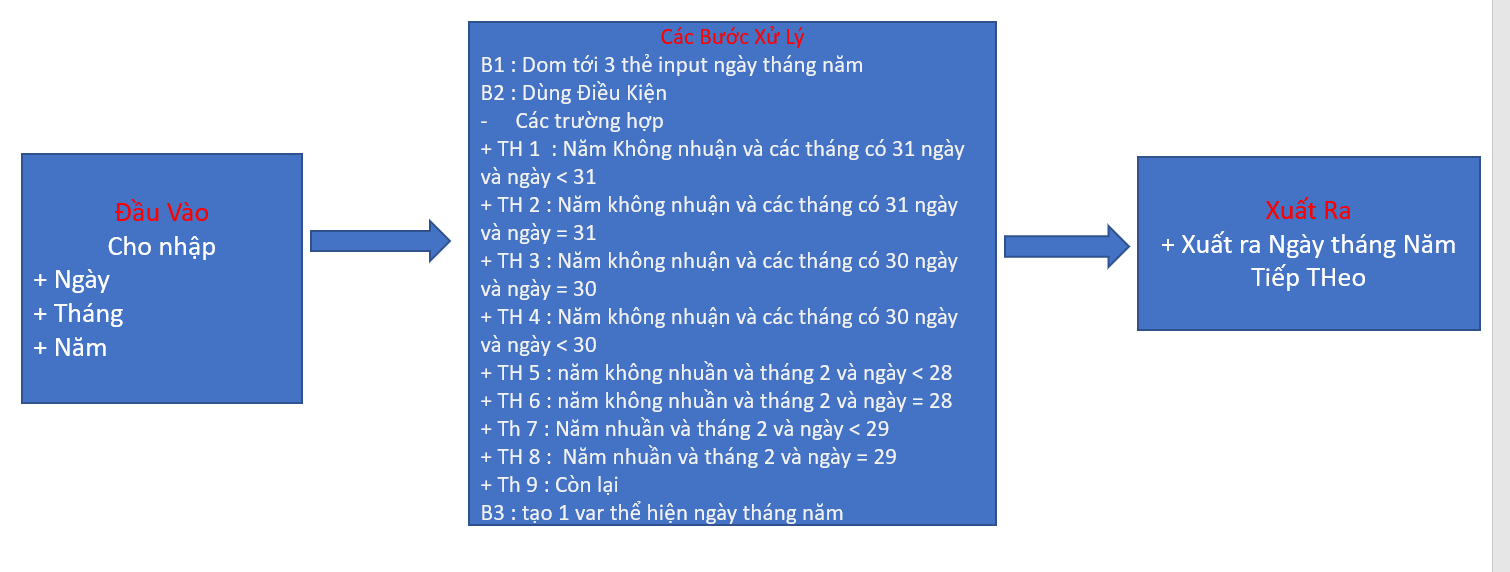 Đầu Vào
Cho nhập
+ Ngày
+ Tháng
+ Năm
Các Bước Xử Lý
B1 : Dom tới 3 thẻ input ngày tháng năm
B2 : Dùng Điều Kiện
- Các trường hợp
+ TH 1 : Năm Không nhuận và các tháng có 31 ngày
và ngày < 31
+ TH 2 : Năm không nhuận và các tháng có 31 ngày
và ngày = 31
+ TH 3 : Năm không nhuận và các tháng có 30 ngày
và ngày = 30
+ TH 4 : Năm không nhuận và các tháng có 30 ngày
và ngày < 30
+ TH 5 : năm không nhuần và tháng 2 và ngày < 28
+ TH 6 : năm không nhuần và tháng 2 và ngày = 28
+ Th 7 : Năm nhuần và tháng 2 và ngày < 29
+ TH 8 : Năm nhuần và tháng 2 và ngày = 29
+ Th 9 : Còn lại
B3 : tạo 1 var thể hiện ngày tháng năm
Xuất Ra
+ Xuất ra Ngày tháng Năm
Tiếp THeo